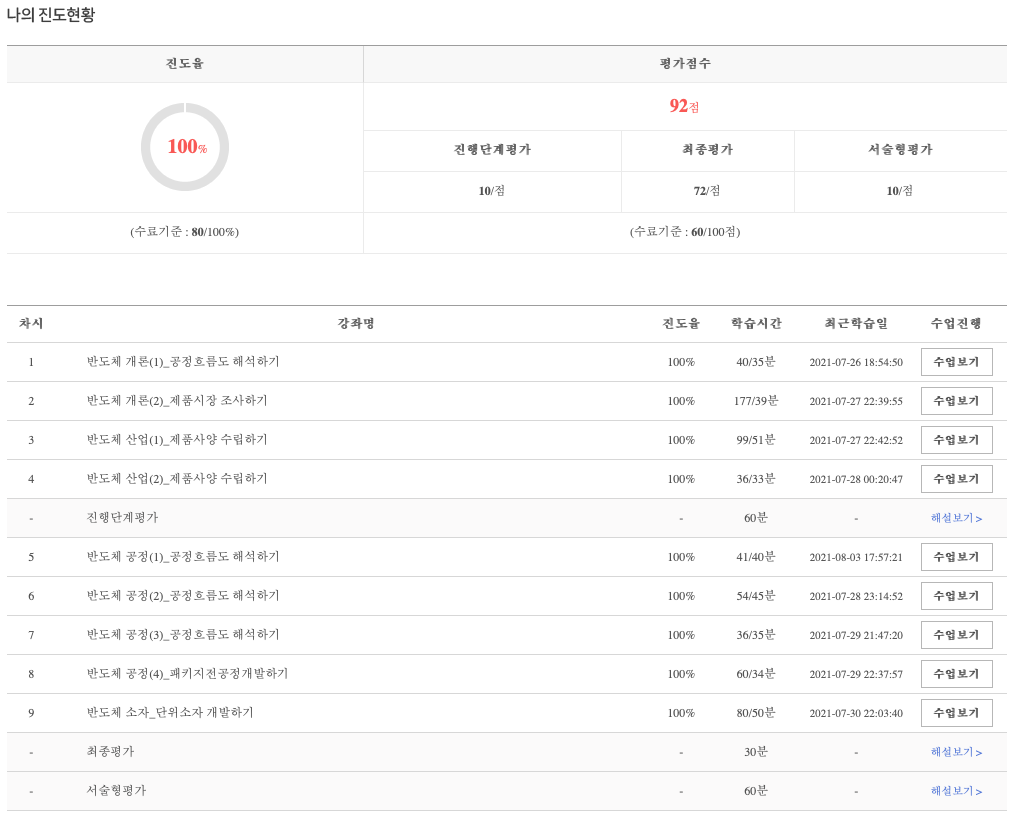 나의 진도현황
진도율 평가점수
92점
100%
진행단계평가 최종평가 서술형평가
10/점 72/점 10/점
(수료기준 : 80/100%) (수료기준 : 60/100점)
차시 강좌명 진도율 학습시간 최근학습일 수업진행
1 반도체 개론(1)_공정흐름도 해석하기 100% 40/35분 2021-07-26 18:54:50 수업보기
2 반도체 개론(2)_제품시장 조사하기 100% 177/39분 2021-07-27 22:39:55 수업보기
3 반도체 산업(1)_제품사양 수립하기 100% 99/51분 2021-07-27 22:42:52 수업보기
4 반도체 산업(2)_제품사양 수립하기 100% 36/33분 2021-07-28 00:20:47 수업보기
- 진행단계평가 - 60분 - 해설보기 >
5 반도체 공정(1)_공정흐름도 해석하기 100% 41/40분 2021-08-03 17:57:21 수업보기
6 반도체 공정(2)_공정흐름도 해석하기 100% 54/45분 2021-07-28 23:14:52 수업보기
7 반도체 공정(3)_공정흐름도 해석하기 100% 36/35분 2021-07-29 21:47:20 수업보기
8 반도체 공정(4)_패키지전공정개발하기 100% 60/34분 2021-07-29 22:37:57 수업보기
9 반도체 소자_단위소자 개발하기 100% 80/50분 2021-07-30 22:03:40 수업보기
- 최종평가 - 30분 - 해설보기 >
- 서술형평가 - 60분 - 해설보기 >